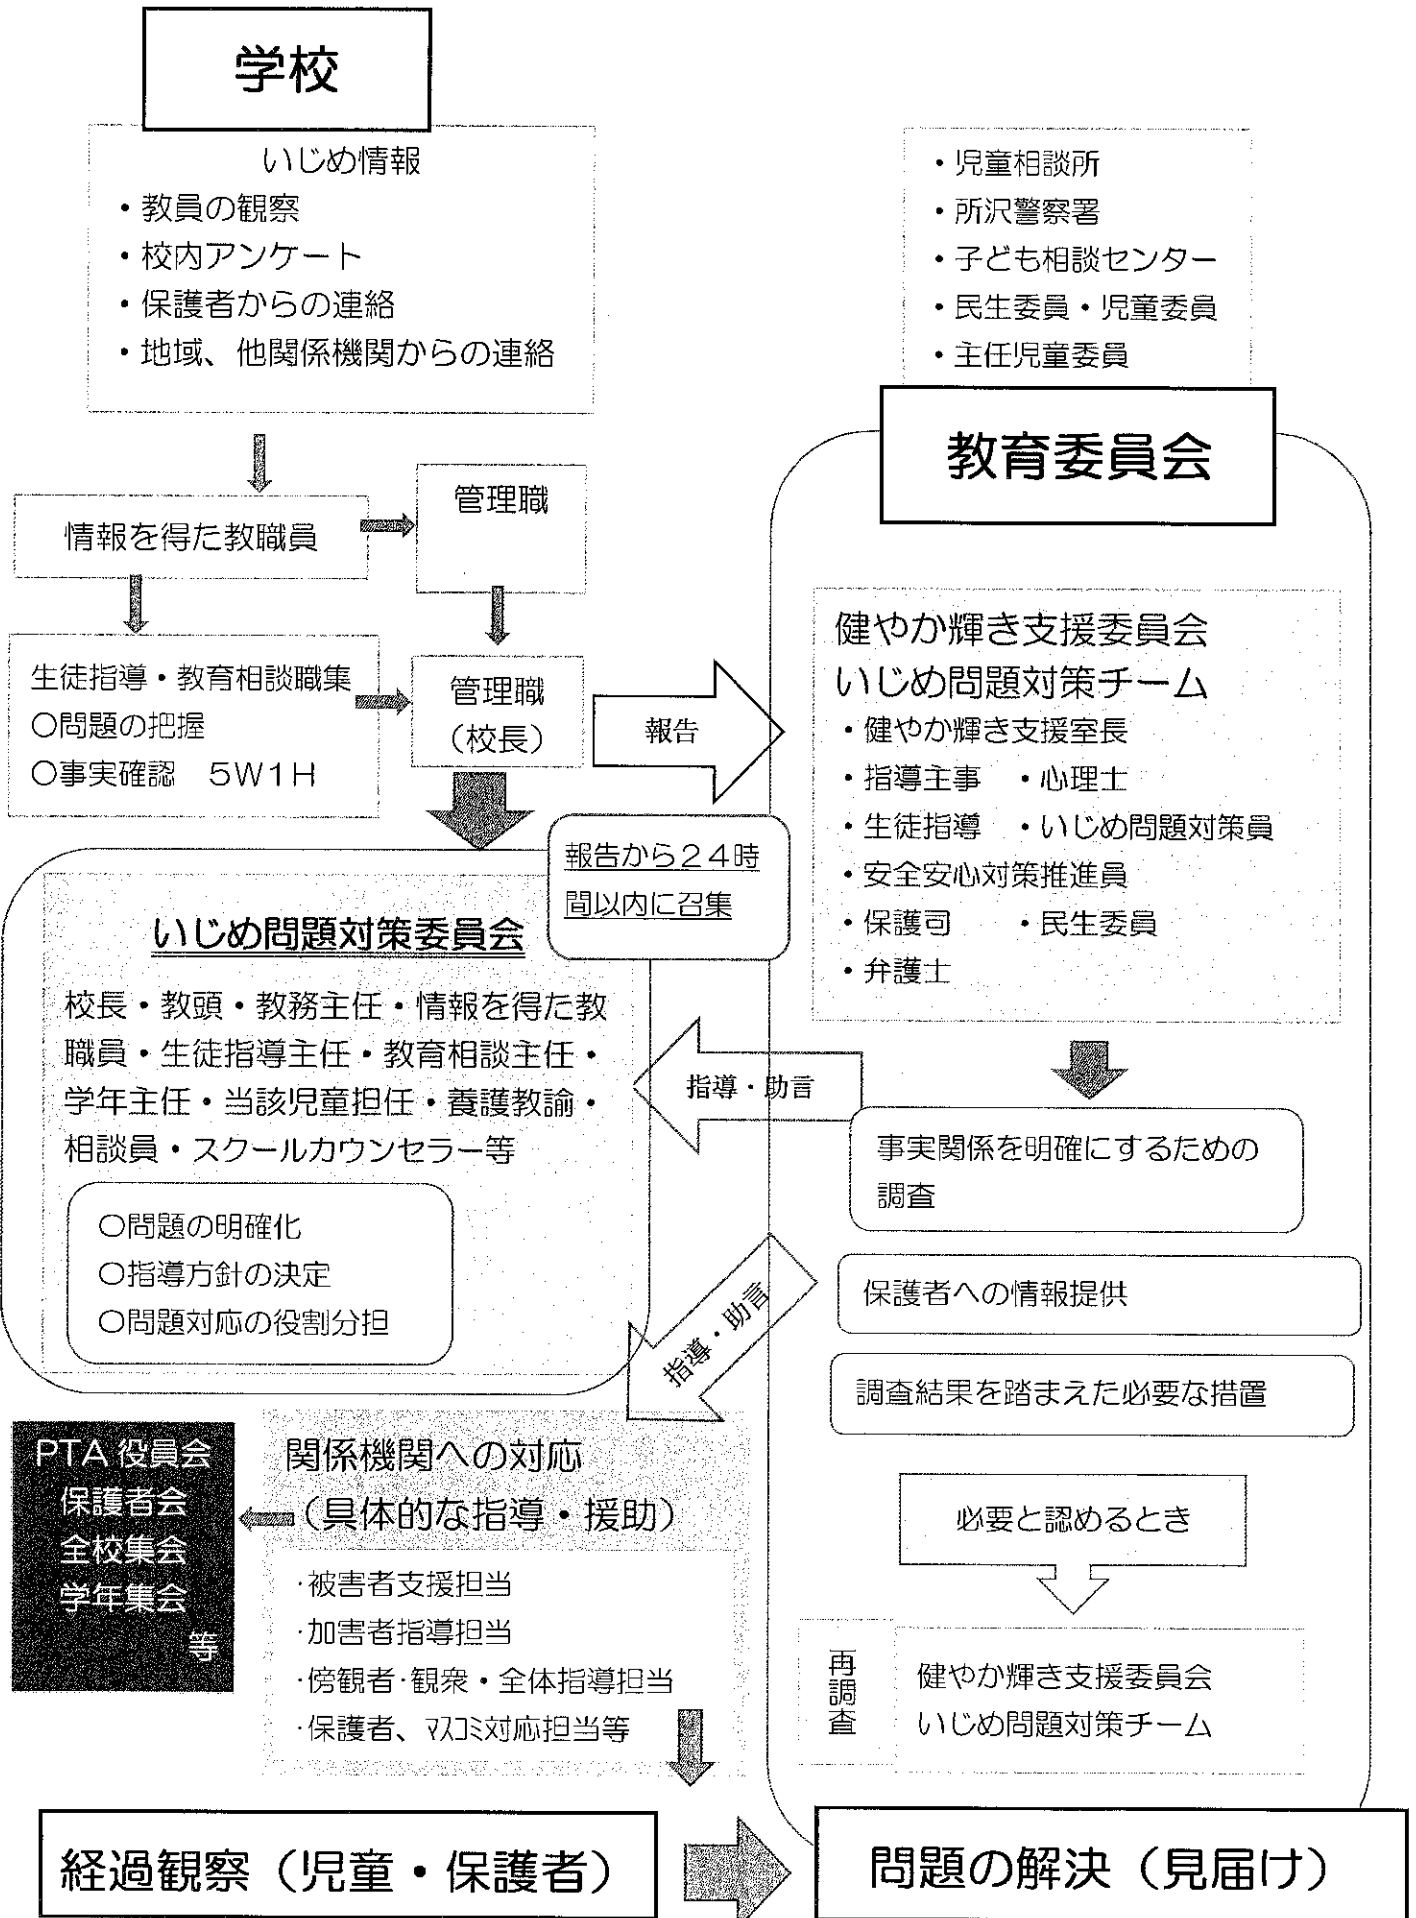 学校
いじめ情報
・教員の観察
・校内アンケート
・保護者からの連絡
・地域、他関係機関からの連絡
情報を得た教職員
管理職
生徒指導・教育相談職集
〇問題の把握
〇事実確認　５Ｗ１Ｈ
管理職
（校長）
報告
報告から２４時
間以内に召集
いじめ問題対策委員会
校長・教頭・教務主任・情報を得た教
職員・生徒指導主任・教育相談主任・
学年主任・当該児童担任・養護教諭・
相談員・スクールカウンセラー等
〇問題の明確化
〇指導方針の決定
〇問題対応の役割分担
・児童相談所
・所沢警察署
・子ども相談センター
・民生委員・児童委員
・主任児童委員
教育委員会
健やか輝き支援委員会
いじめ問題対策チーム
・健やか輝き支援室長
・指導主事　・心理士
・生徒指導　・いじめ問題対策員
・安全安心対策推進員
・保護司　　・民生委員
・弁護士
指導・助言
事実関係を明確にするための
調査
保護者への情報提供
指導・助言
調査結果を踏まえた必要な措置
必要と認めるとき
再調査
健やか輝き支援委員会
いじめ問題対策チーム
PTA 役員会
保護者会
全校集会
学年集会
等
関係機関への対応
（具体的な指導・援助）
・被害者支援担当
・加害者指導担当
・傍観者・観衆・全体指導担当
・保護者、ﾏｽｺﾐ対応担当等
経過観察（児童・保護者）
問題の解決（見届け）